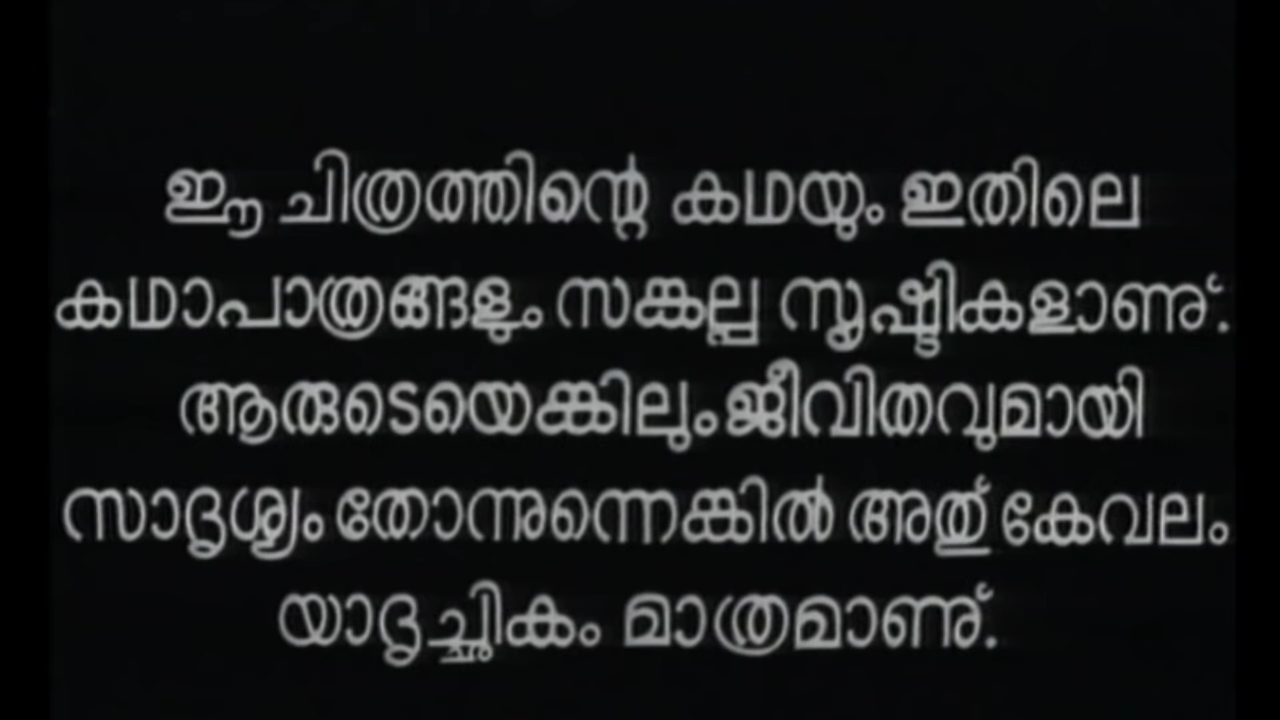 ഈ ചിത്രത്തിന്റെ കഥയും ഇതിലെ
കഥാപാത്രങ്ങളും സങ്കല്പ സൃഷ്ടികളാണു്.
ആരുടെയെങ്കിലും ജീവിതവുമായി
സാദൃശ്യം തോന്നുന്നെങ്കിൽ അതു് കേവലം
യാദൃച്ഛികം മാത്രമാണു്.